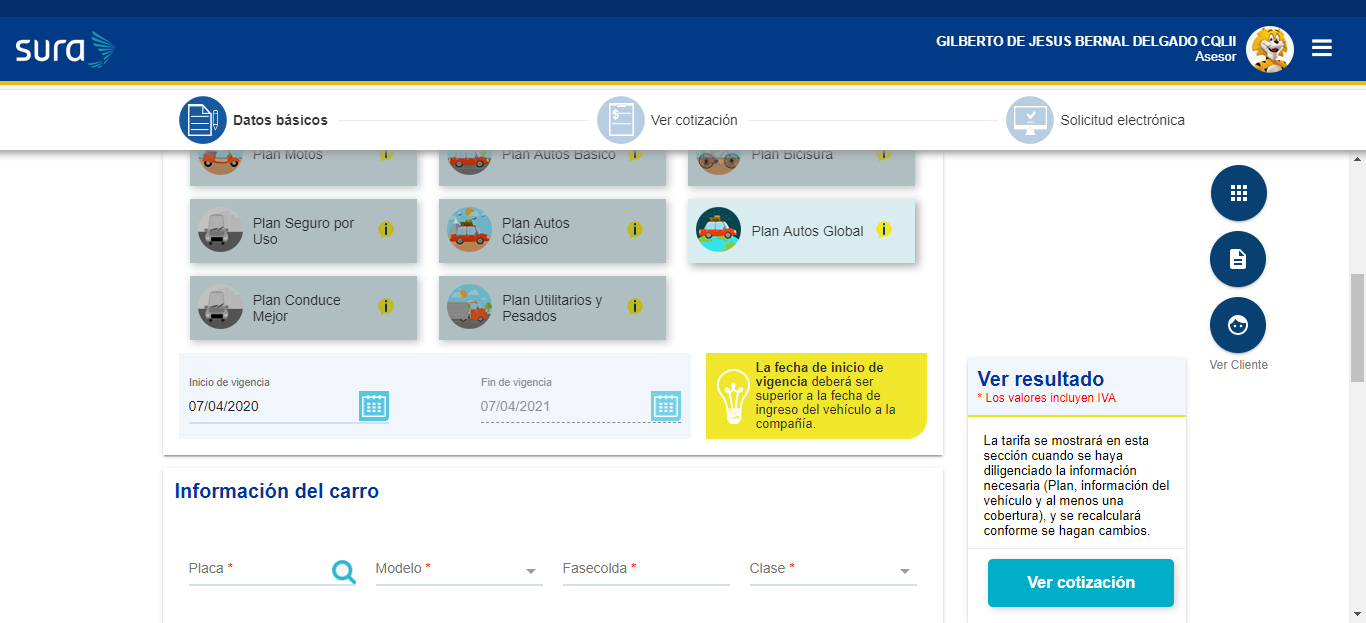 sura
GILBERTO DE JESUS BERNAL DELGADO CQLII
Asesor
Datos básicos
Ver cotización
Solicitud electrónica
Plan Motos
Plan Autos Básico
Plan Bicisura
Plan Seguro por
Uso
Plan Autos
Clásico
Plan Autos Global
Plan Conduce
Mejor
Plan Utilitarios y
Pesados
Inicio de vigencia
07/04/2020
Fin de vigencia
07/04/2021
La fecha de inicio de
vigencia deberá ser
superior a la fecha de
ingreso del vehículo a la
compañía.
Ver Cliente
Ver resultado
* Los valores incluyen IVA
La tarifa se mostrará en esta
sección cuando se haya
diligenciado la información
necesaria (Plan, información del
vehículo y al menos una
cobertura), y se recalculará
conforme se hagan cambios.
Ver cotización
Información del carro
Placa *
Modelo *
Fasecolda *
Clase *